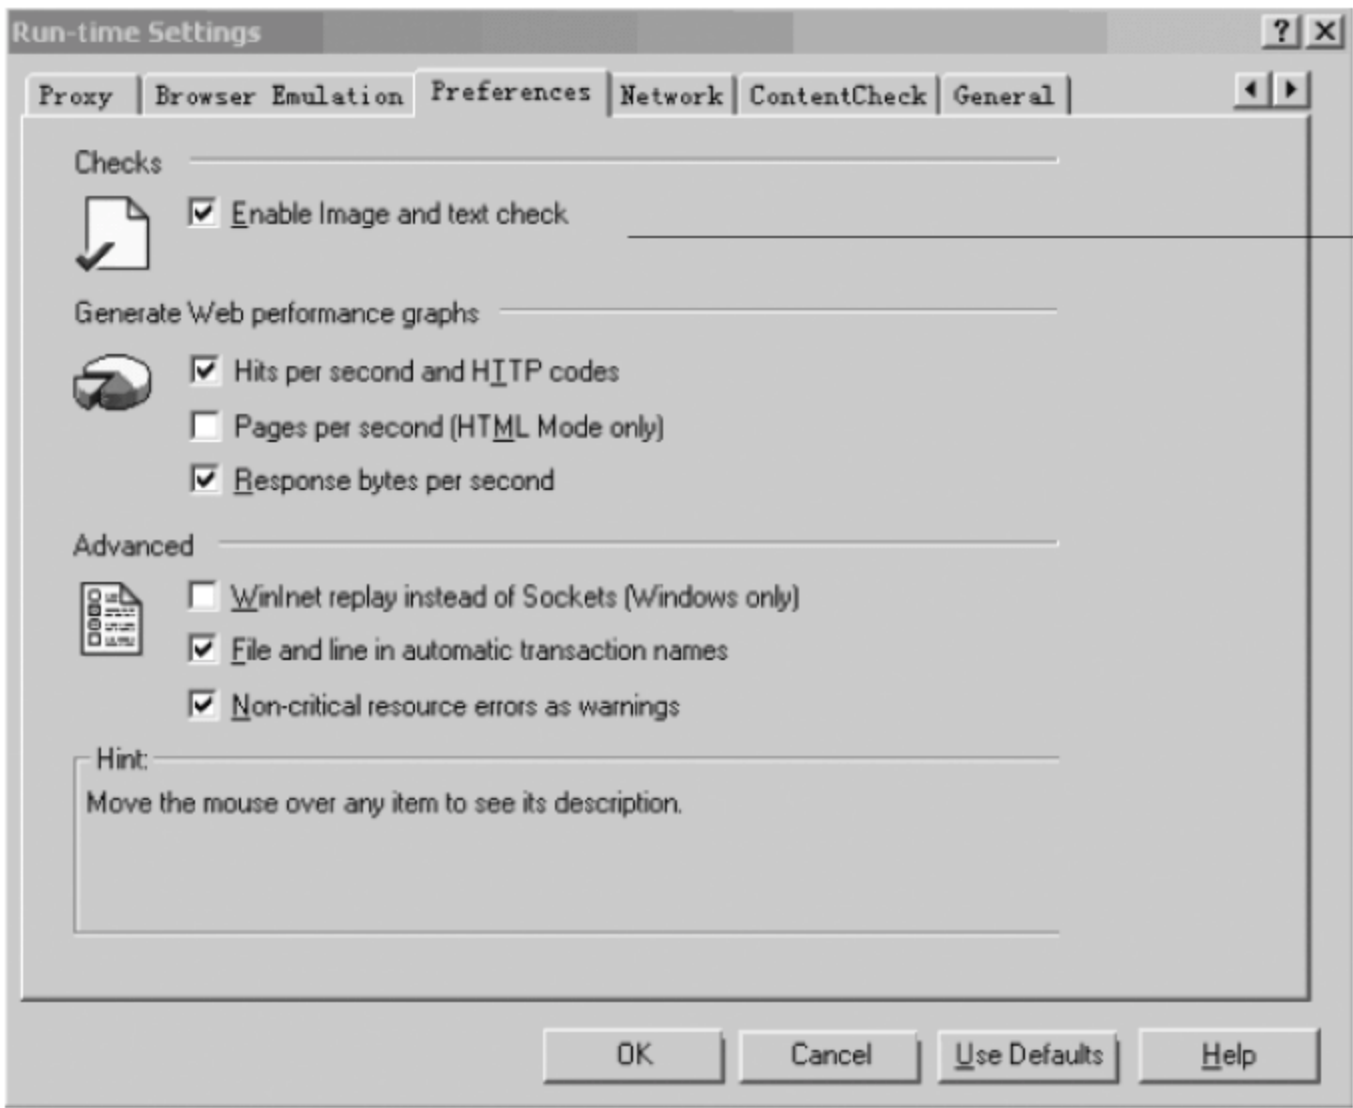 Run-time Settings
Proxy Browser Emulation Preferences Network ContentCheck General
Checks
Enable Image and text check
Generate Web performance graphs
Hits per second and HTTP codes
Pages per second (HTML Mode only)
Response bytes per second
Advanced
WinInet replay instead of Sockets (Windows only)
File and line in automatic transaction names
Non-critical resource errors as warnings
Hint:
Move the mouse over any item to see its description.
OK Cancel Use Defaults Help